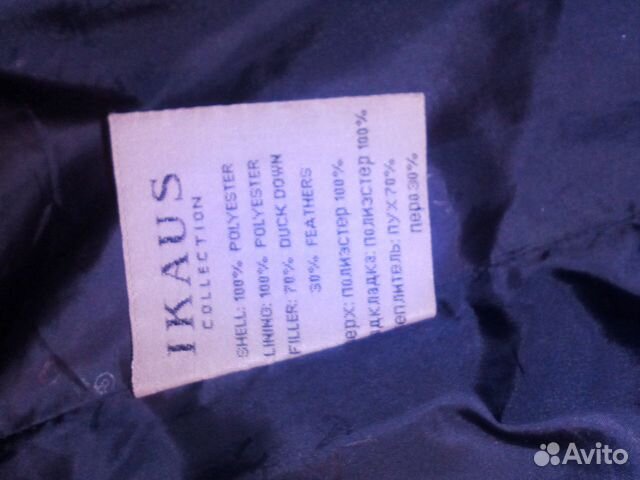 IKAUS
COLLECTION
SHELL: 100% POLYESTER
LINING: 100% POLYESTER
FILLER: 70% DUCK DOWN
30% FEATHERS
ерх: полиэстер 100%
дкладка: полиэстер 100%
еплитель: пух 70%
перо 30%
Avito